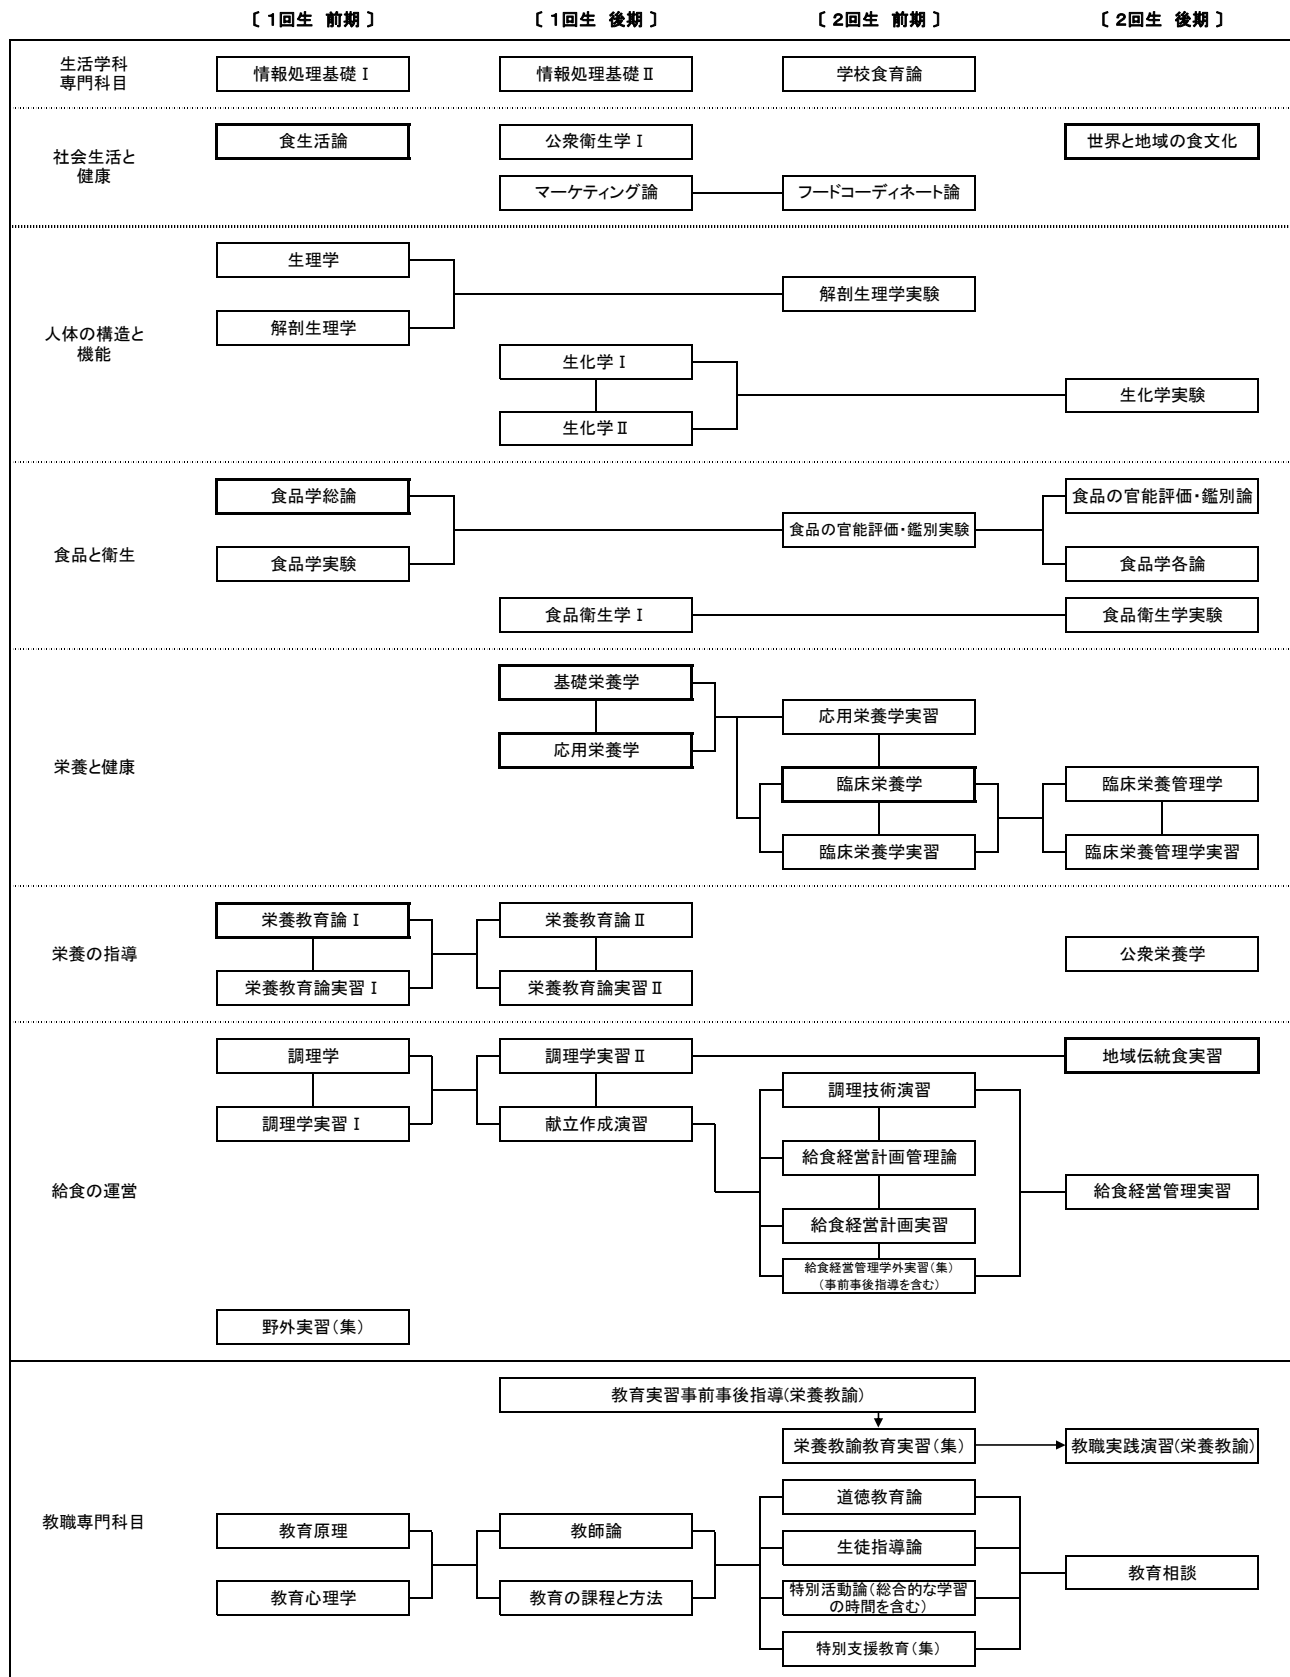 〔 1回生 前期 〕
〔 1回生 後期 〕
〔 2回生 前期 〕
〔 2回生 後期 〕
生活学科
専門科目
情報処理基礎Ⅰ
情報処理基礎Ⅱ
学校食育論
社会生活と
健康
食生活論
公衆衛生学Ⅰ
世界と地域の食文化
マーケティング論
フードコーディネート論
人体の構造と
機能
生理学
解剖生理学実験
解剖生理学
生化学Ⅰ
生化学実験
生化学Ⅱ
食品と衛生
食品学総論
食品の官能評価・鑑別論
食品の官能評価・鑑別実験
食品学実験
食品学各論
食品衛生学Ⅰ
食品衛生学実験
栄養と健康
基礎栄養学
応用栄養学実習
応用栄養学
臨床栄養学
臨床栄養管理学
臨床栄養学実習
臨床栄養管理学実習
栄養の指導
栄養教育論Ⅰ
栄養教育論Ⅱ
公衆栄養学
栄養教育論実習Ⅰ
栄養教育論実習Ⅱ
給食の運営
調理学
調理学実習Ⅱ
地域伝統食実習
調理技術演習
調理学実習Ⅰ
献立作成演習
給食経営計画管理論
給食経営管理実習
給食経営計画実習
給食経営管理学外実習(集)
(事前事後指導を含む)
野外実習(集)
教職専門科目
教育実習事前事後指導(栄養教諭)
栄養教諭教育実習(集)
教職実践演習(栄養教諭)
道徳教育論
教育原理
教師論
生徒指導論
教育相談
教育心理学
教育の課程と方法
特別活動論(総合的な学習
の時間を含む)
特別支援教育(集)